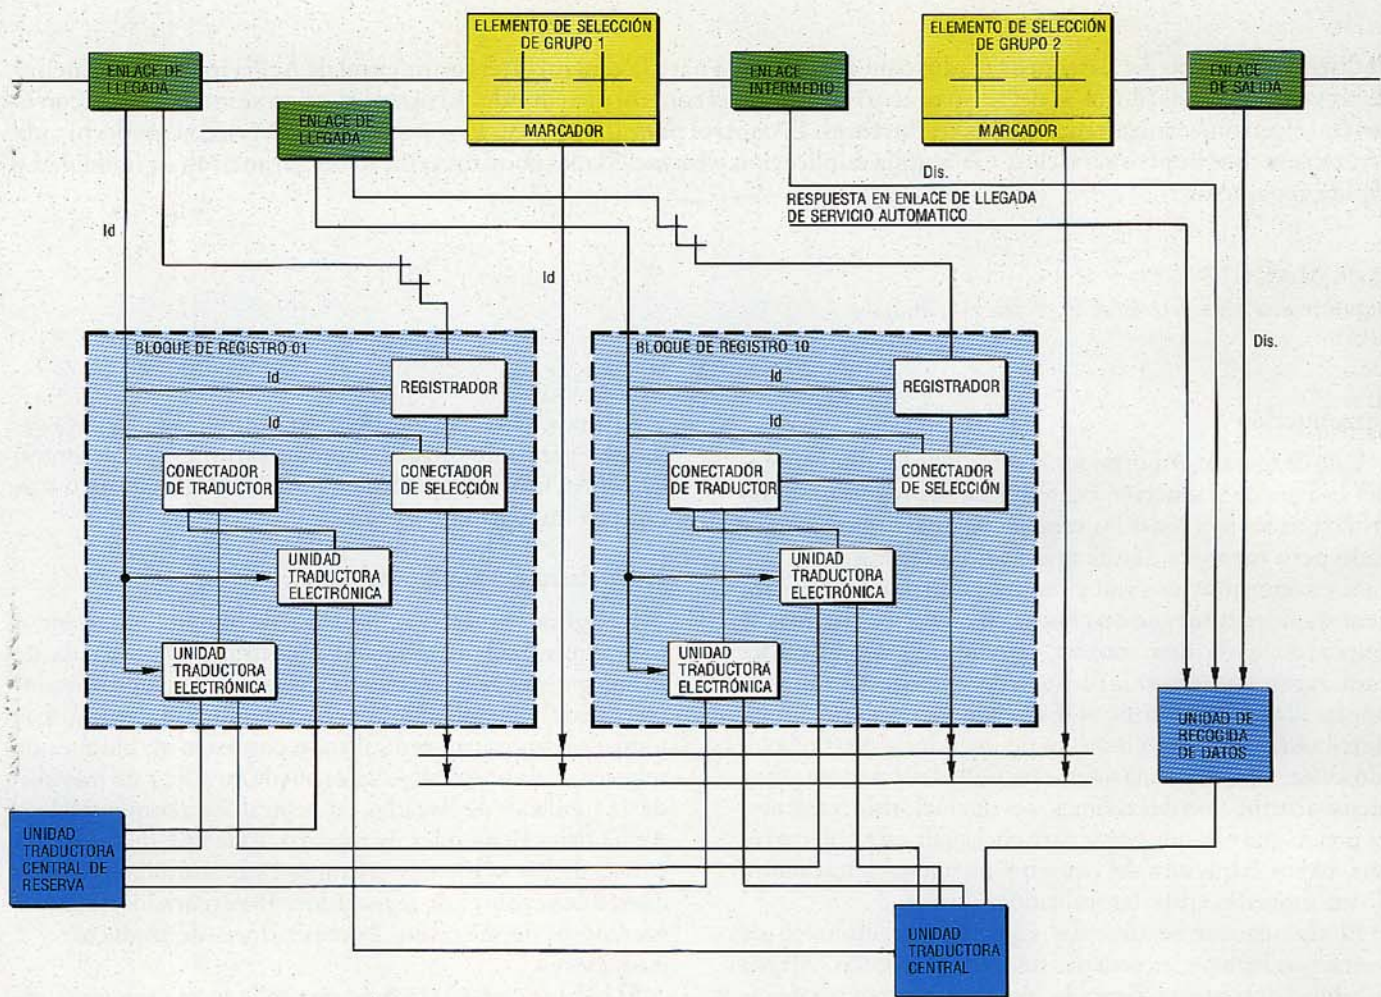 ELEMENTO DE SELECCIÓN
DE GRUPO 1
MARCADOR
ELEMENTO DE SELECCIÓN
DE GRUPO 2
MARCADOR
ENLACE DE
LLEGADA
ENLACE DE
LLEGADA
ENLACE
INTERMEDIO
ENLACE
DE SALIDA
Dis.
RESPUESTA EN ENLACE DE LLEGADA
DE SERVICIO AUTOMATICO
Id
Id
Dis.
BLOQUE DE REGISTRO 01
Id
REGISTRADOR
Id
CONECTADOR
DE TRADUCTOR
CONECTADOR
DE SELECCIÓN
UNIDAD
TRADUCTORA
ELECTRÓNICA
UNIDAD
TRADUCTORA
ELECTRÓNICA
BLOQUE DE REGISTRO 10
Id
REGISTRADOR
Id
CONECTADOR
DE TRADUCTOR
CONECTADOR
DE SELECCIÓN
UNIDAD
TRADUCTORA
ELECTRÓNICA
UNIDAD
TRADUCTORA
ELECTRÓNICA
UNIDAD DE
RECOGIDA
DE DATOS
UNIDAD
TRADUCTORA
CENTRAL DE
RESERVA
UNIDAD
TRADUCTORA
CENTRAL